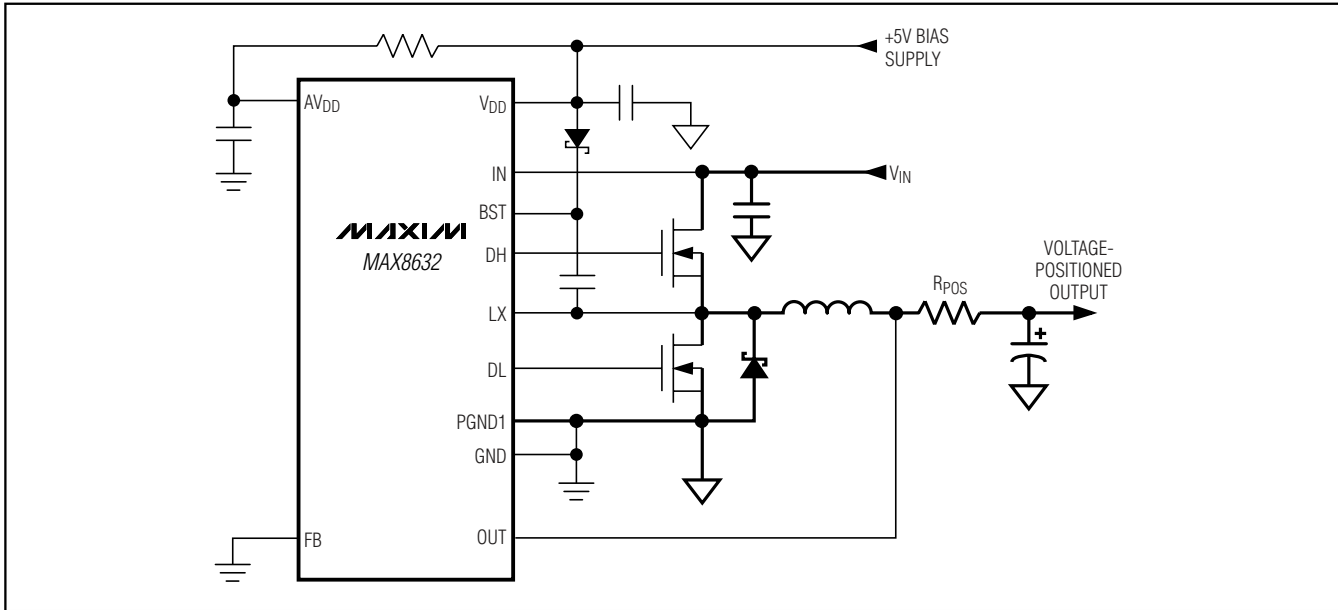 +5V BIAS
SUPPLY
AVDD
VDD
IN
VIN
BST
MAXIM
MAX8632
DH
VOLTAGE-
POSITIONED
OUTPUT
RPOS
LX
+
DL
PGND1
GND
FB
OUT